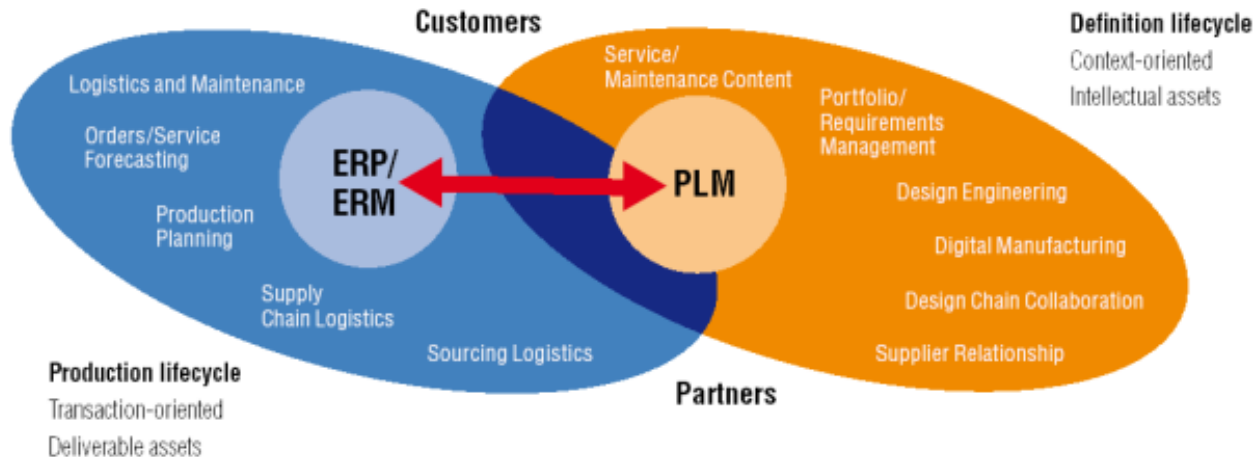 Customers
Definition lifecycle
Context-oriented
Intellectual assets
Service/
Maintenance Content
Logistics and Maintenance
Portfolio/
Requirements
Management
Orders/Service
Forecasting
ERP/
ERM
PLM
Design Engineering
Production
Planning
Digital Manufacturing
Supply
Chain Logistics
Design Chain Collaboration
Sourcing Logistics
Supplier Relationship
Production lifecycle
Transaction-oriented
Deliverable assets
Partners